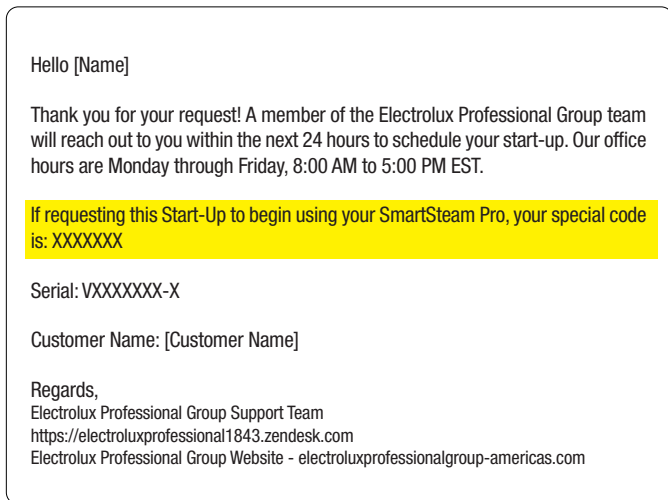 Hello [Name]
Thank you for your request! A member of the Electrolux Professional Group team
will reach out to you within the next 24 hours to schedule your start-up. Our office
hours are Monday through Friday, 8:00 AM to 5:00 PM EST.
If requesting this Start-Up to begin using your SmartSteam Pro, your special code
is: XXXXXXX
Serial: VXXXXXXX-X
Customer Name: [Customer Name]
Regards,
Electrolux Professional Group Support Team
https://electroluxprofessional1843.zendesk.com
Electrolux Professional Group Website - electroluxprofessionalgroup-americas.com